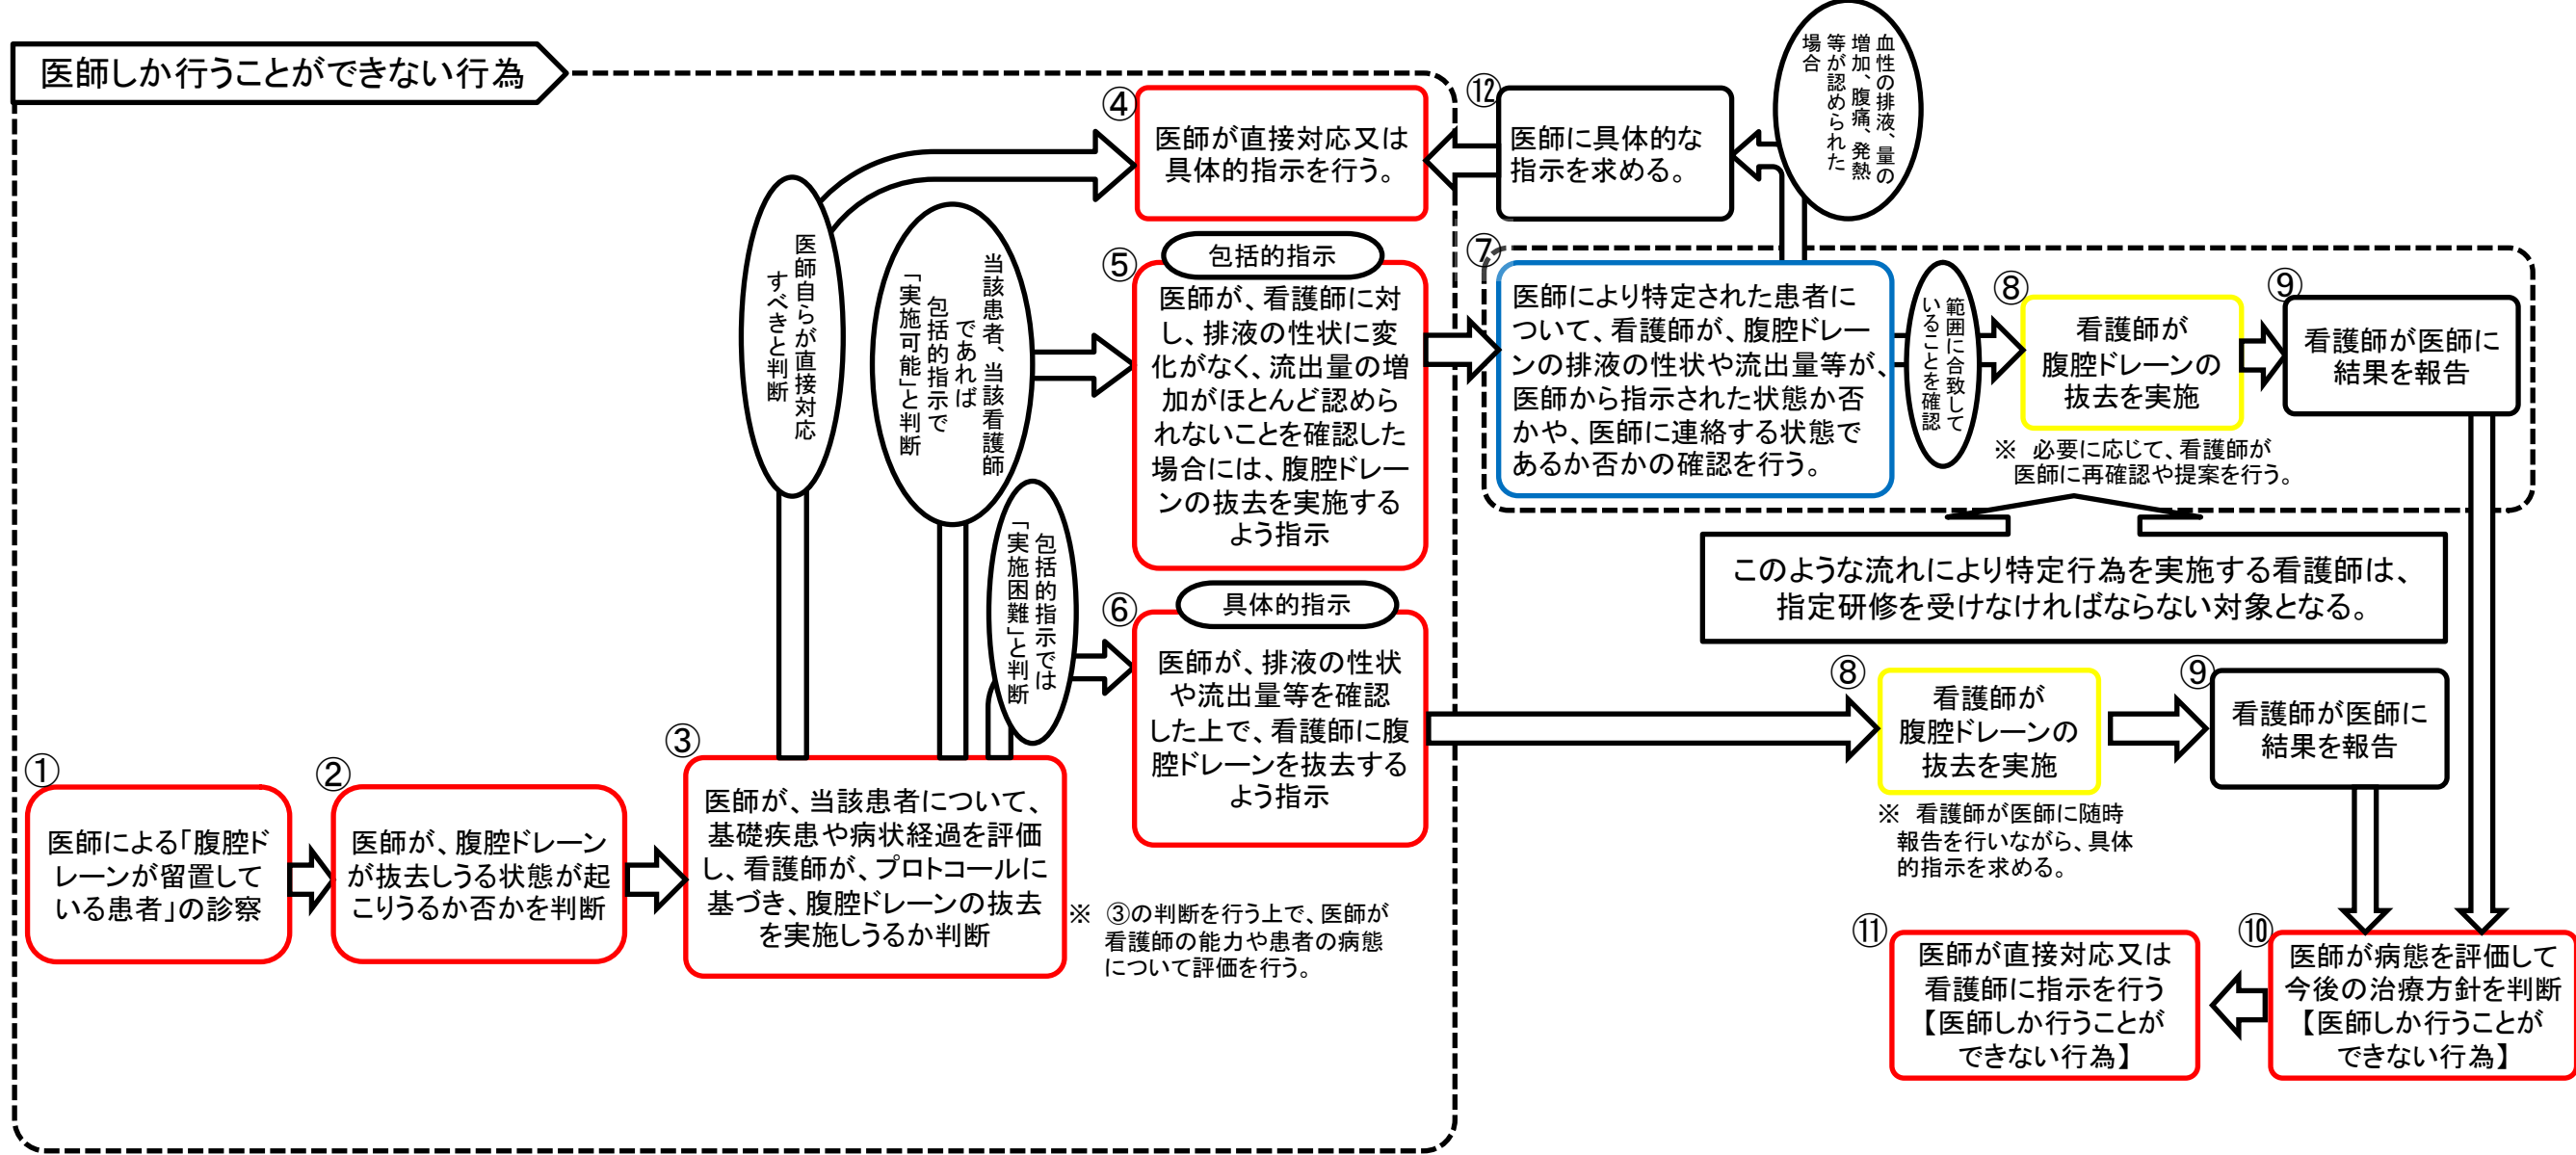 医師しか行うことができない行為
①
医師による「腹腔ド
レーンが留置して
いる患者」の診察
②
医師が、腹腔ドレーン
が抜去しうる状態が起
こりうるか否かを判断
③
医師が、当該患者について、
基礎疾患や病状経過を評価
し、看護師が、プロトコールに
基づき、腹腔ドレーンの抜去
を実施しうるか判断
※ ③の判断を行う上で、医師が
看護師の能力や患者の病態
について評価を行う。
医師自らが直接対応
すべきと判断
当該患者、当該看護師
であれば
包括的指示で
「実施可能」と判断
包括的指示では
「実施困難」と判断
④
医師が直接対応又は
具体的指示を行う。
⑤
包括的指示
医師が、看護師に対
し、排液の性状に変
化がなく、流出量の増
加がほとんど認めら
れないことを確認した
場合には、腹腔ドレー
ンの抜去を実施する
よう指示
⑥
具体的指示
医師が、排液の性状
や流出量等を確認
した上で、看護師に腹
腔ドレーンを抜去する
よう指示
⑫
医師に具体的な
指示を求める。
血性の排液、量の
増加、腹痛、発熱
等が認められた
場合
⑦
医師により特定された患者に
ついて、看護師が、腹腔ドレー
ンの排液の性状や流出量等が、
医師から指示された状態か否
かや、医師に連絡する状態で
あるか否かの確認を行う。
範囲に合致して
いることを確認
⑧
看護師が
腹腔ドレーンの
抜去を実施
※ 必要に応じて、看護師が
医師に再確認や提案を行う。
⑨
看護師が医師に
結果を報告
このような流れにより特定行為を実施する看護師は、
指定研修を受けなければならない対象となる。
⑧
看護師が
腹腔ドレーンの
抜去を実施
※ 看護師が医師に随時
報告を行いながら、具体
的指示を求める。
⑨
看護師が医師に
結果を報告
⑩
医師が病態を評価して
今後の治療方針を判断
【医師しか行うことが
できない行為】
⑪
医師が直接対応又は
看護師に指示を行う
【医師しか行うことが
できない行為】